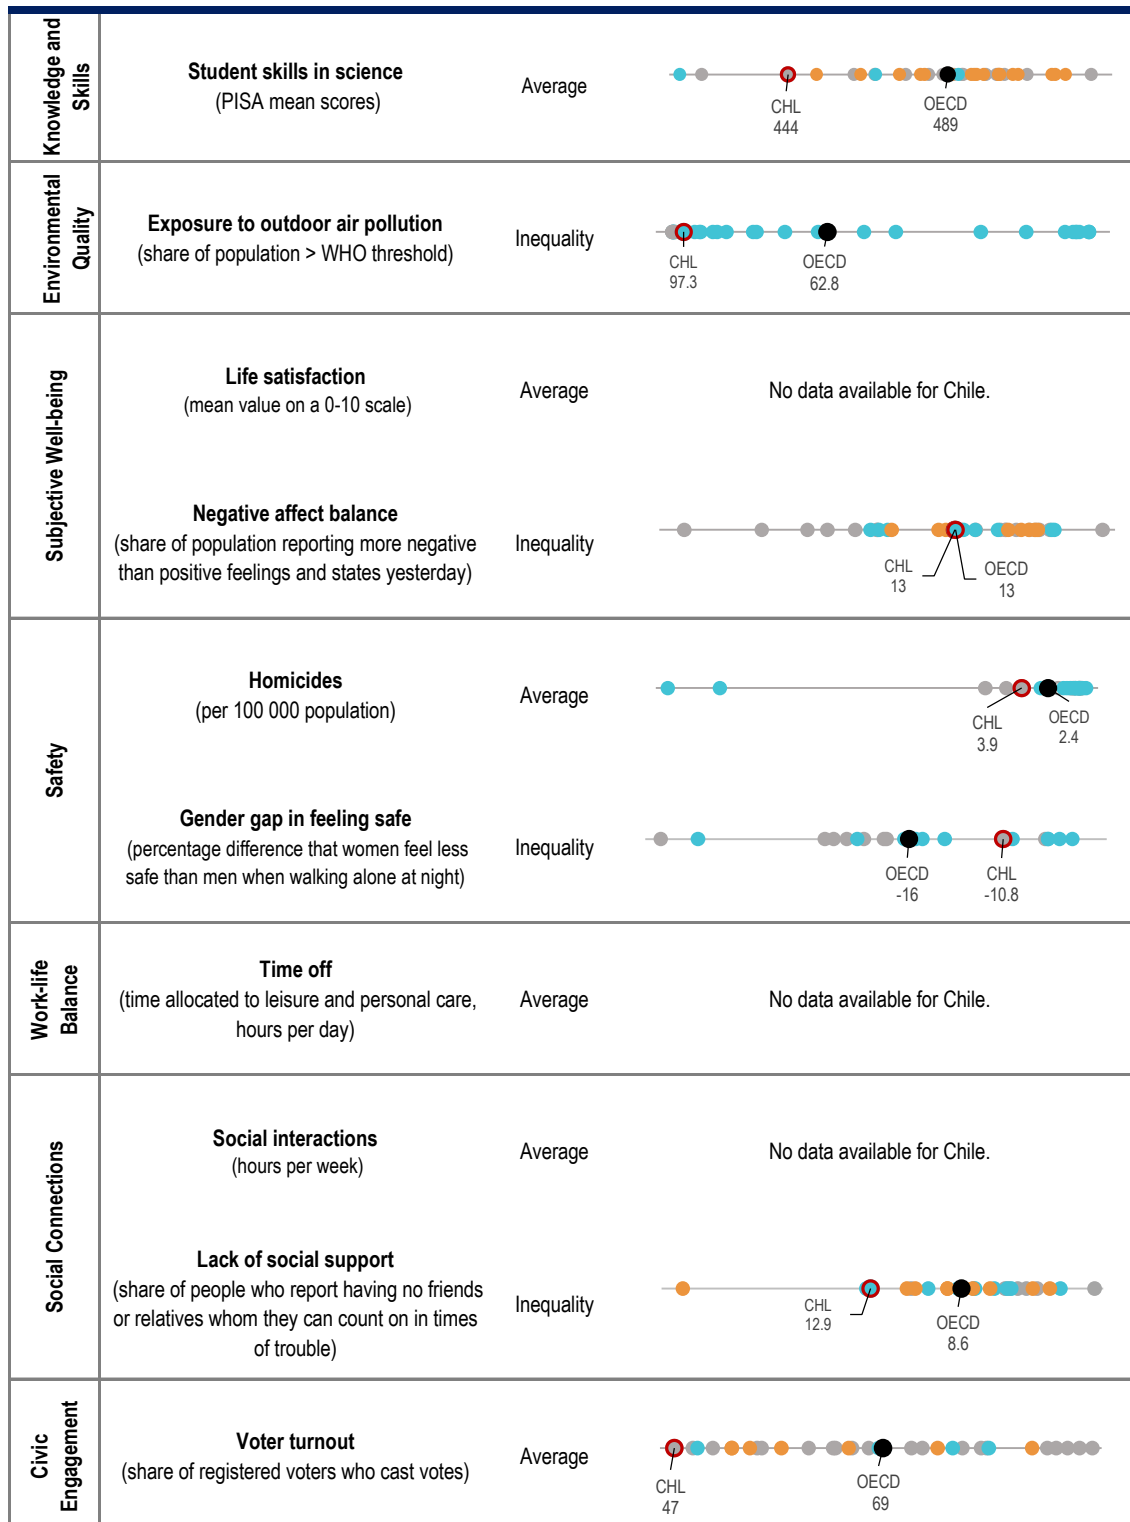 Knowledge and
Skills
Student skills in science
(PISA mean scores)
Average
CHL
444
OECD
489
Environmental
Quality
Exposure to outdoor air pollution
(share of population > WHO threshold)
Inequality
CHL
97.3
OECD
62.8
Subjective Well-being
Life satisfaction
(mean value on a 0-10 scale)
Average
No data available for Chile.
Negative affect balance
(share of population reporting more negative
than positive feelings and states yesterday)
Inequality
CHL
13
OECD
13
Safety
Homicides
(per 100 000 population)
Average
CHL
3.9
OECD
2.4
Gender gap in feeling safe
(percentage difference that women feel less
safe than men when walking alone at night)
Inequality
OECD
-16
CHL
-10.8
Work-life
Balance
Time off
(time allocated to leisure and personal care,
hours per day)
Average
No data available for Chile.
Social Connections
Social interactions
(hours per week)
Average
No data available for Chile.
Lack of social support
(share of people who report having no friends
or relatives whom they can count on in times
of trouble)
Inequality
CHL
12.9
OECD
8.6
Civic
Engagement
Voter turnout
(share of registered voters who cast votes)
Average
CHL
47
OECD
69